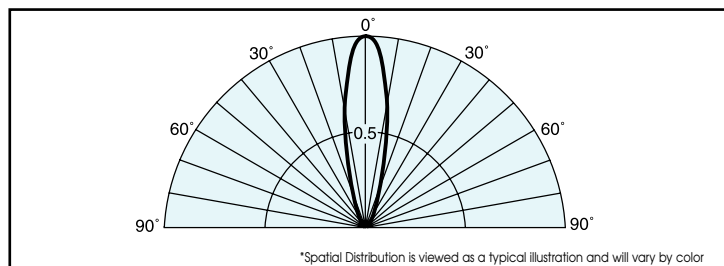 0°
30° 30°
60° 0.5 60°
90° 90°
*Spatial Distribution is viewed as a typical illustration and will vary by color